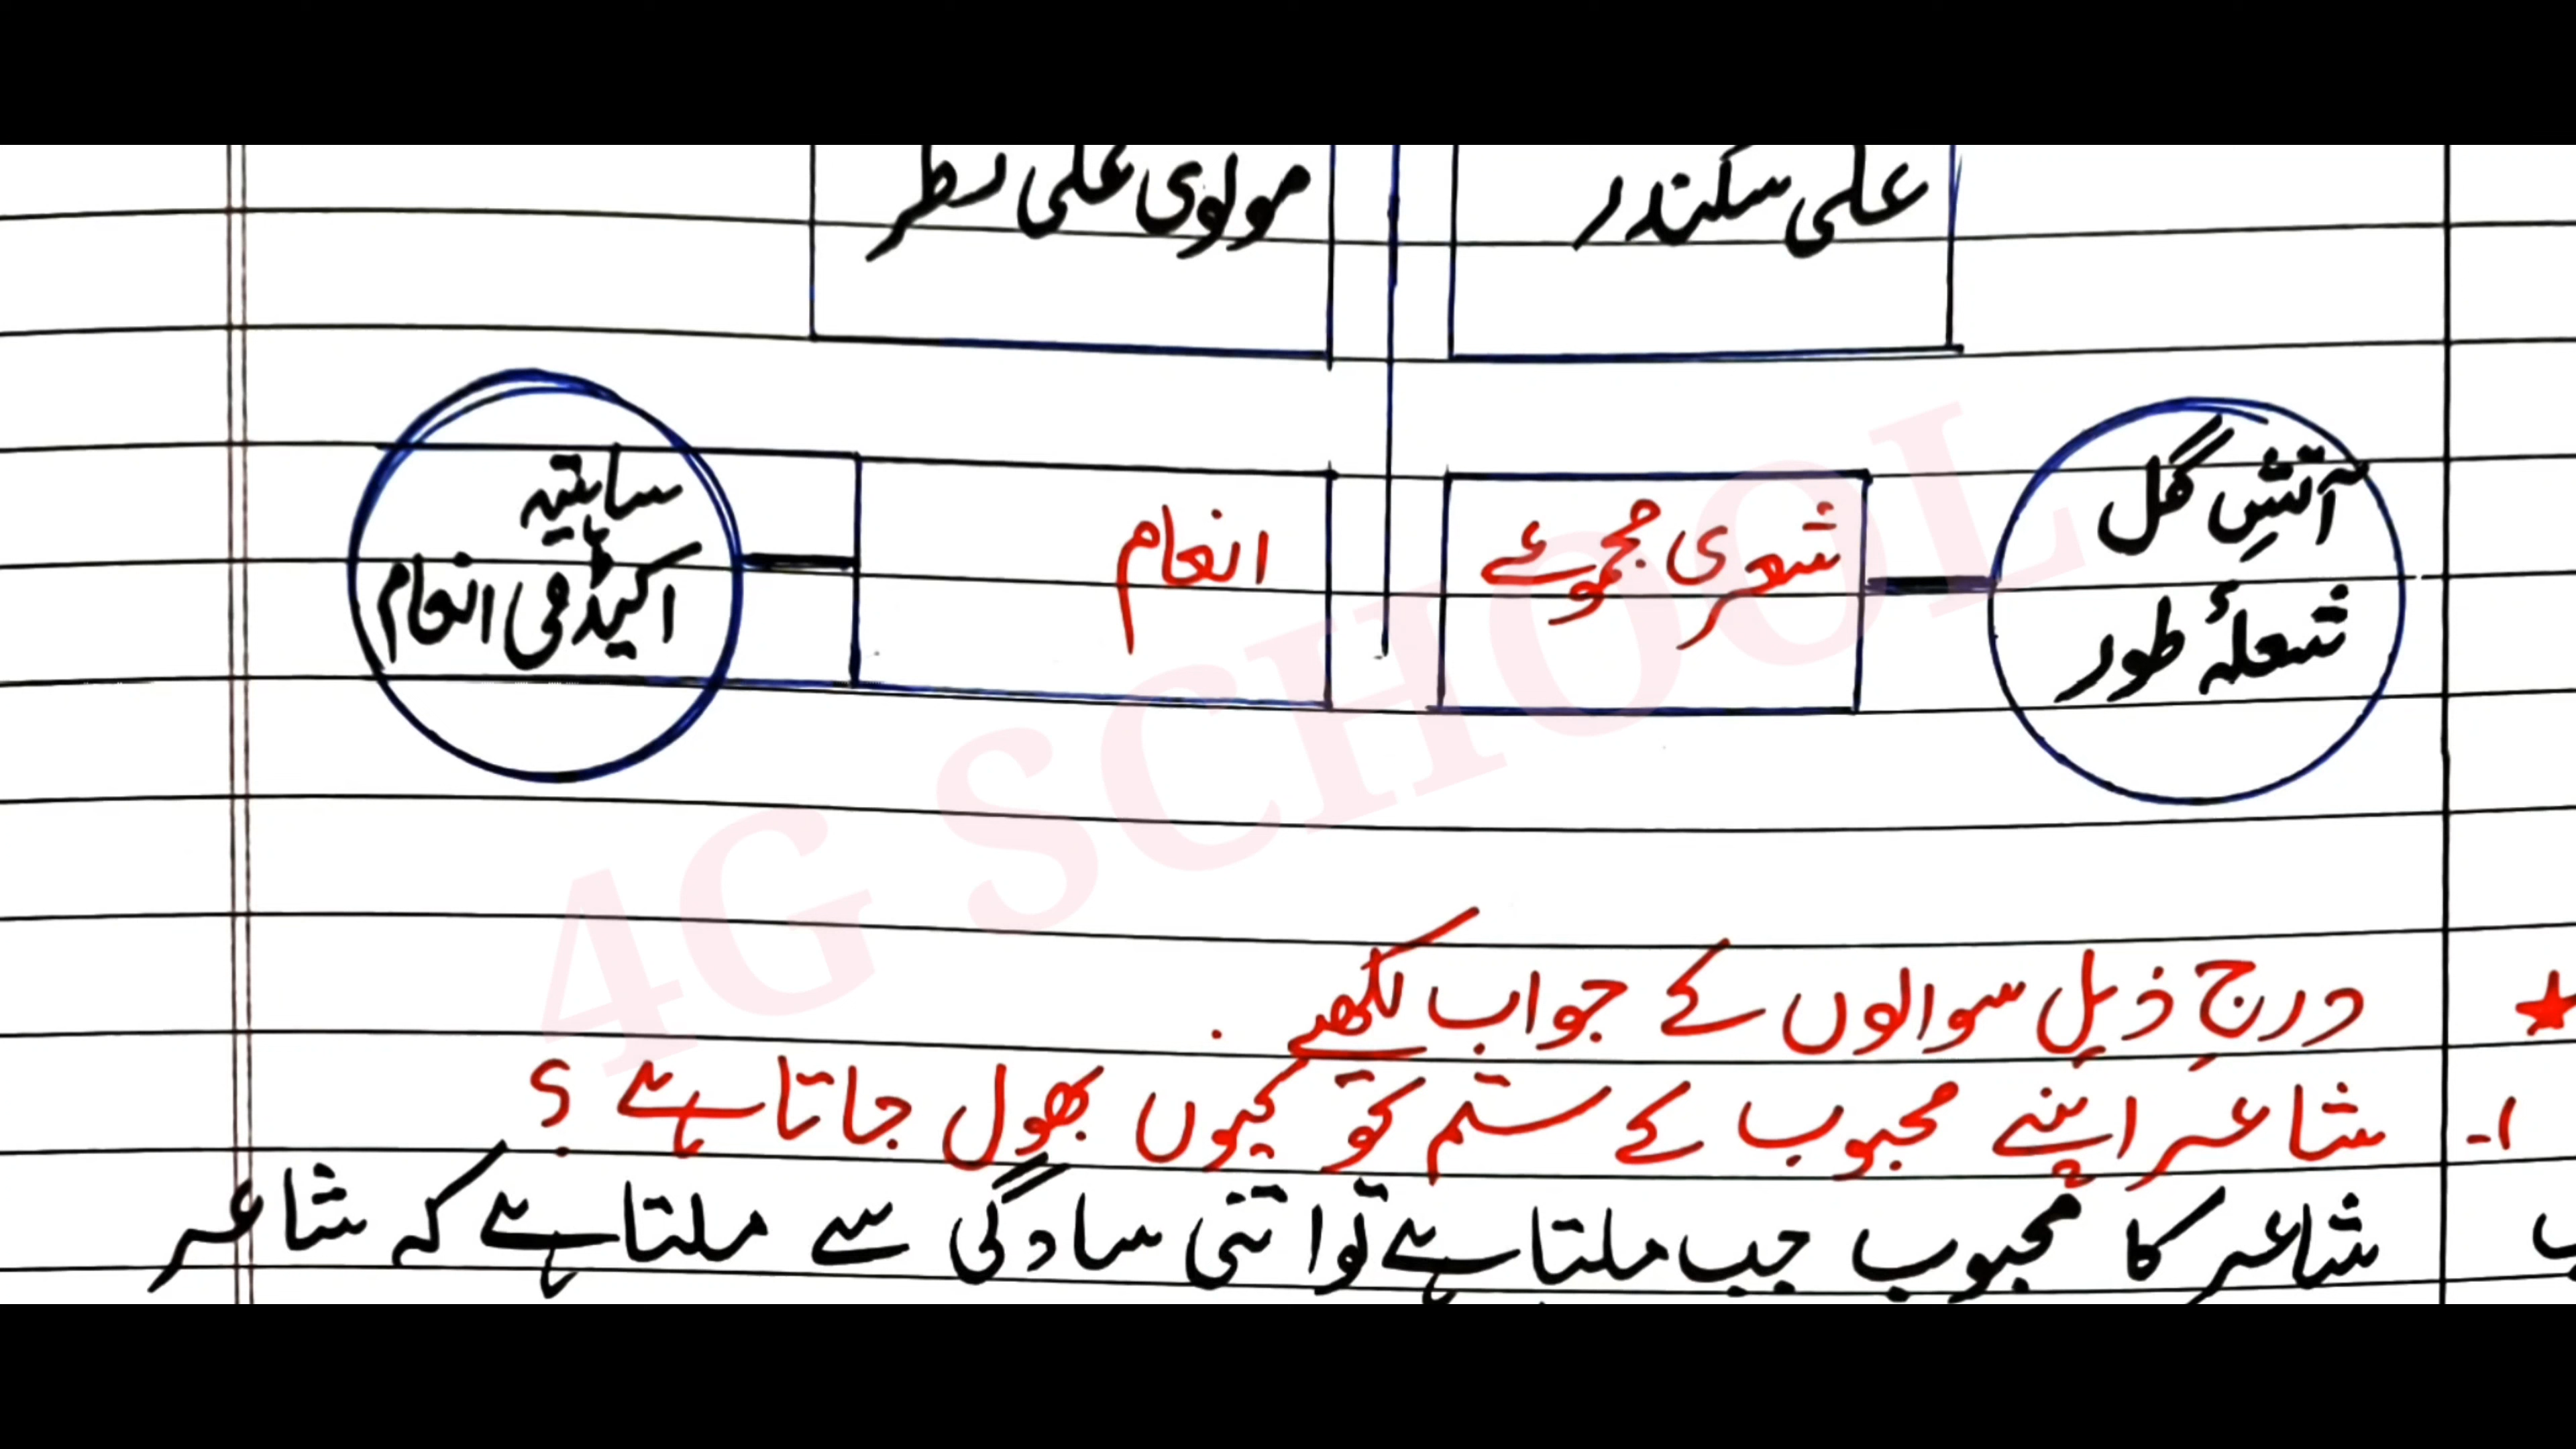 علی سکندر
مولوی علی نظر
آتشِ گل
شعلۂ طور
شعری مجموعے
انعام
ساہتیہ
اکیڈمی انعام
4G SCHOOL
★ درج ذیل سوالوں کے جواب لکھیے.
۱- شاعر اپنے محبوب کے ستم کو کیوں بھول جاتا ہے ؟
شاعر کا محبوب جب ملتا ہے تو اتنی سادگی سے ملتا ہے کہ شاعر